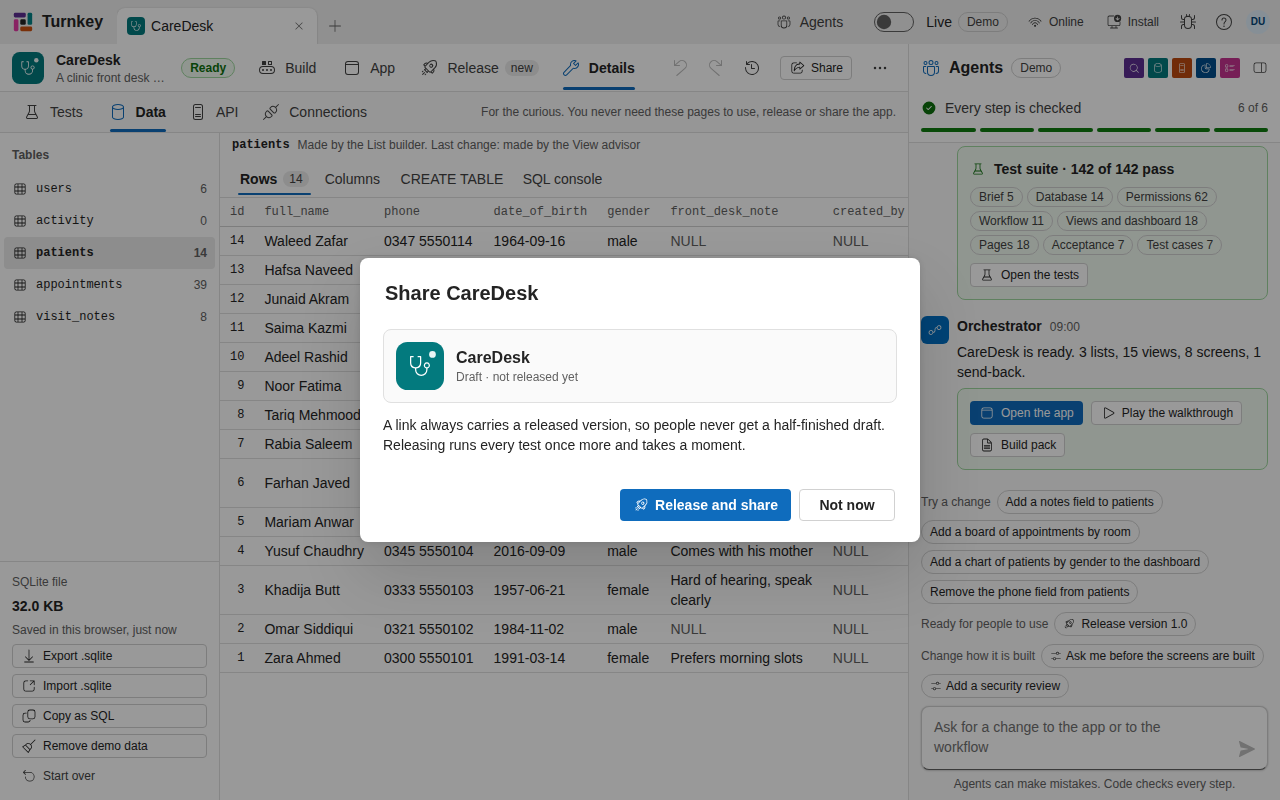 Turnkey
CareDesk
Agents
Live
Demo
Online
Install
DU
CareDesk
A clinic front desk …
Ready
Build
App
Release new
Details
Share
Agents
Demo
Tests
Data
API
Connections
For the curious. You never need these pages to use, release or share the app.
Every step is checked
6 of 6
Tables
users 6
activity 0
patients 14
appointments 39
visit_notes 8
SQLite file
32.0 KB
Saved in this browser, just now
Export .sqlite
Import .sqlite
Copy as SQL
Remove demo data
Start over
patients Made by the List builder. Last change: made by the View advisor
Rows 14
Columns
CREATE TABLE
SQL console
id full_name phone date_of_birth gender front_desk_note created_by
14 Waleed Zafar 0347 5550114 1964-09-16 male NULL NULL
13 Hafsa Naveed
12 Junaid Akram
11 Saima Kazmi
10 Adeel Rashid
9 Noor Fatima
8 Tariq Mehmood
7 Rabia Saleem
6 Farhan Javed
5 Mariam Anwar
4 Yusuf Chaudhry 0345 5550104 2016-09-09 male Comes with his mother NULL
3 Khadija Butt 0333 5550103 1957-06-21 female Hard of hearing, speak clearly NULL
2 Omar Siddiqui 0321 5550102 1984-11-02 male NULL NULL
1 Zara Ahmed 0300 5550101 1991-03-14 female Prefers morning slots NULL
Share CareDesk
CareDesk
Draft · not released yet
A link always carries a released version, so people never get a half-finished draft.
Releasing runs every test once more and takes a moment.
Release and share
Not now
Test suite · 142 of 142 pass
Brief 5
Database 14
Permissions 62
Workflow 11
Views and dashboard 18
Pages 18
Acceptance 7
Test cases 7
Open the tests
Orchestrator 09:00
CareDesk is ready. 3 lists, 15 views, 8 screens, 1
send-back.
Open the app
Play the walkthrough
Build pack
Try a change
Add a notes field to patients
Add a board of appointments by room
Add a chart of patients by gender to the dashboard
Remove the phone field from patients
Ready for people to use
Release version 1.0
Change how it is built
Ask me before the screens are built
Add a security review
Ask for a change to the app or to the
workflow
Agents can make mistakes. Code checks every step.